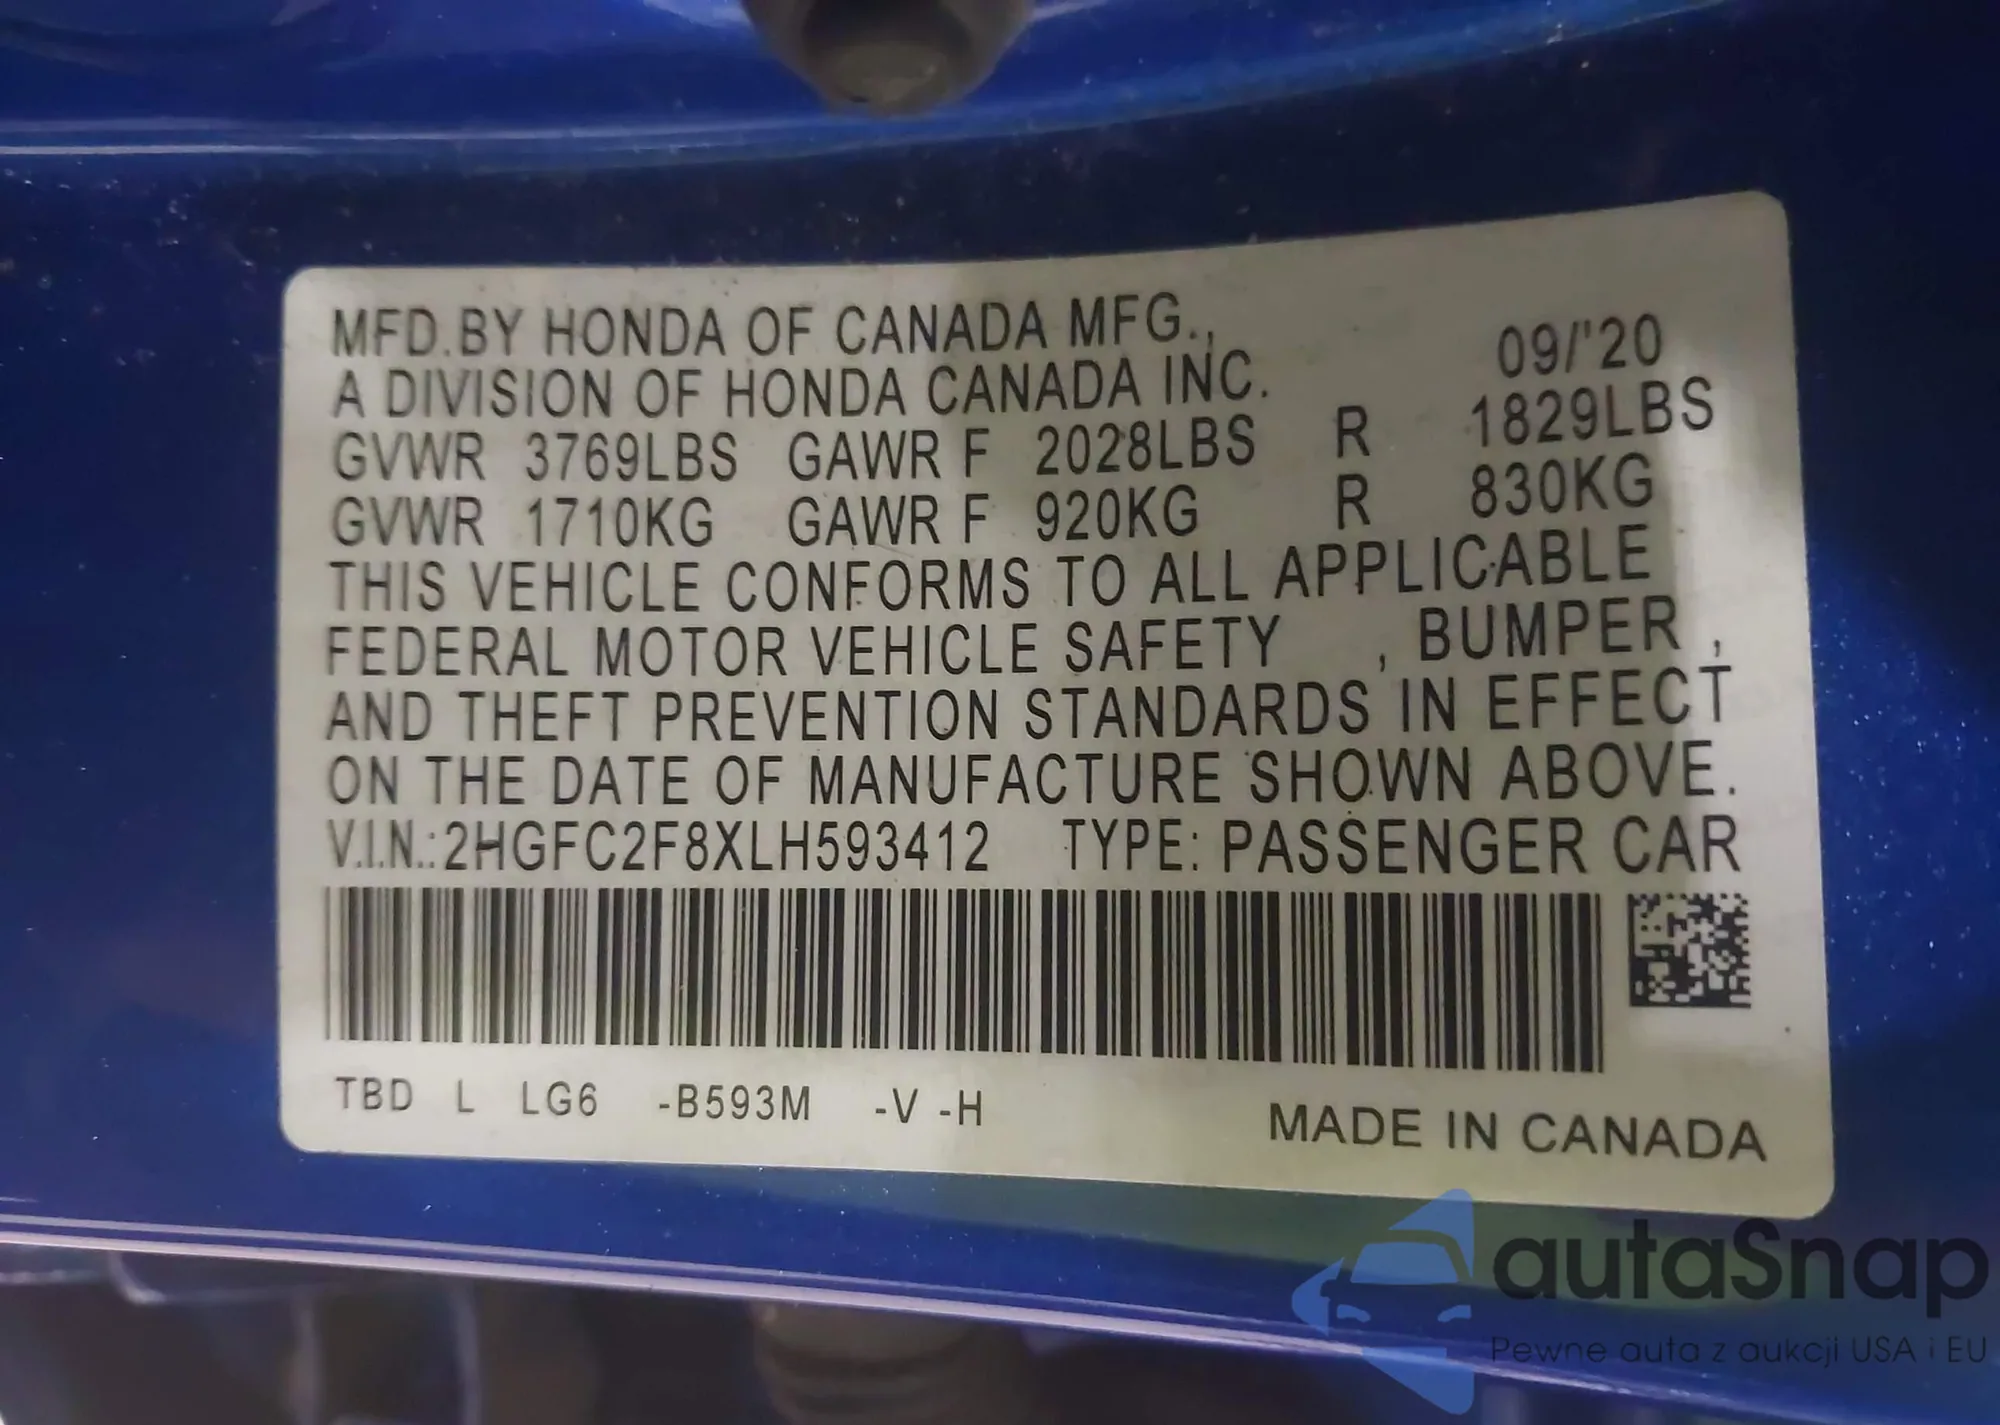 MFD.BY HONDA OF CANADA MFG., 09/'20
A DIVISION OF HONDA CANADA INC.
GVWR 3769LBS GAWR F 2028LBS R 1829LBS
GVWR 1710KG GAWR F 920KG R 830KG
THIS VEHICLE CONFORMS TO ALL APPLICABLE
FEDERAL MOTOR VEHICLE SAFETY , BUMPER ,
AND THEFT PREVENTION STANDARDS IN EFFECT
ON THE DATE OF MANUFACTURE SHOWN ABOVE.
V.I.N.:2HGFC2F8XLH593412 TYPE: PASSENGER CAR
TBD L LG6 -B593M -V -H
MADE IN CANADA
autaSnap
Pewne auta z aukcji USA i EU